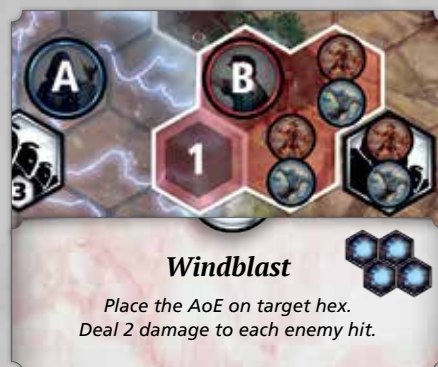 A
B
1
3
Windblast
Place the AoE on target hex.
Deal 2 damage to each enemy hit.